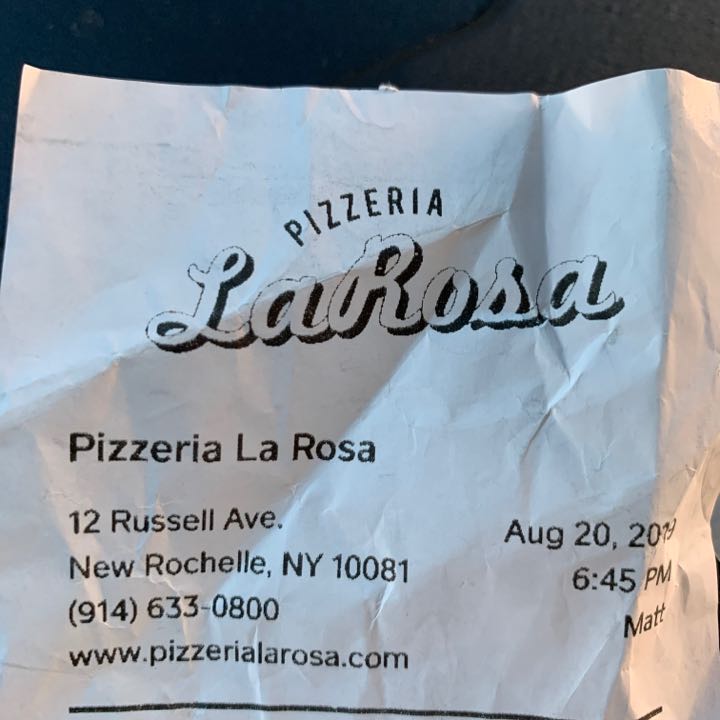 PIZZERIA
LaRosa
Pizzeria La Rosa
12 Russell Ave.
New Rochelle, NY 10081
(914) 633-0800
www.pizzerialarosa.com
Aug 20, 2019
6:45 PM
Matt